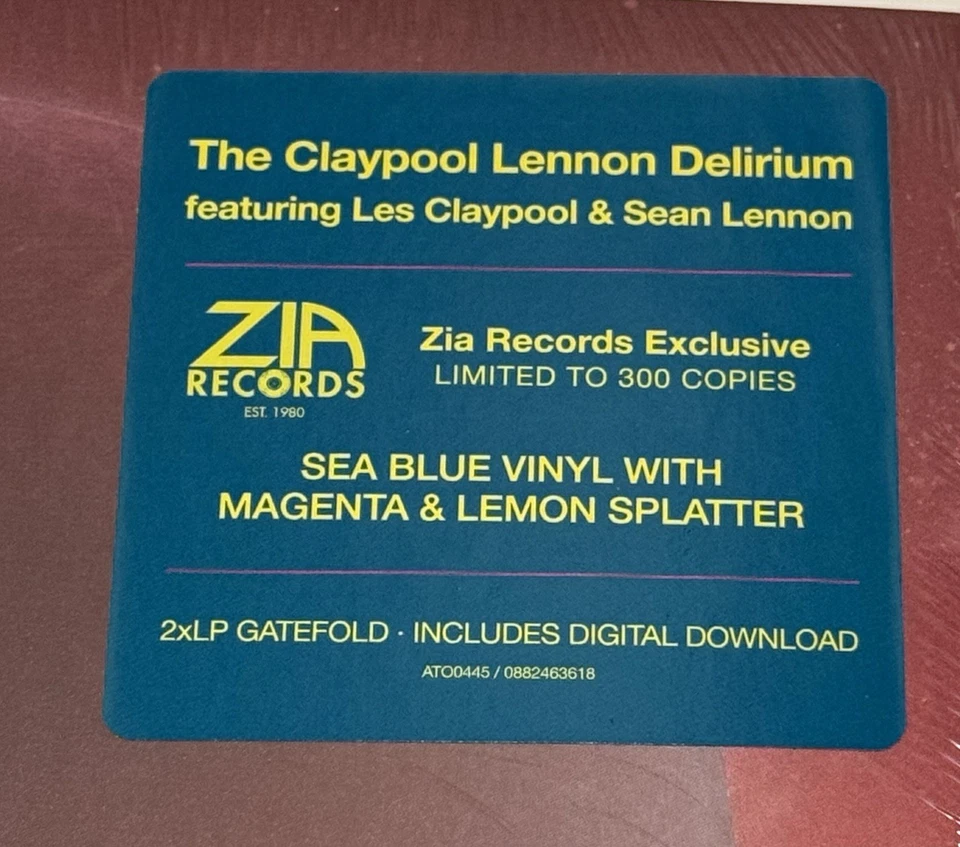 The Claypool Lennon Delirium
featuring Les Claypool & Sean Lennon
ZIA
RECORDS
EST. 1980
Zia Records Exclusive
LIMITED TO 300 COPIES
SEA BLUE VINYL WITH
MAGENTA & LEMON SPLATTER
2xLP GATEFOLD · INCLUDES DIGITAL DOWNLOAD
ATO0445 / 0882463618